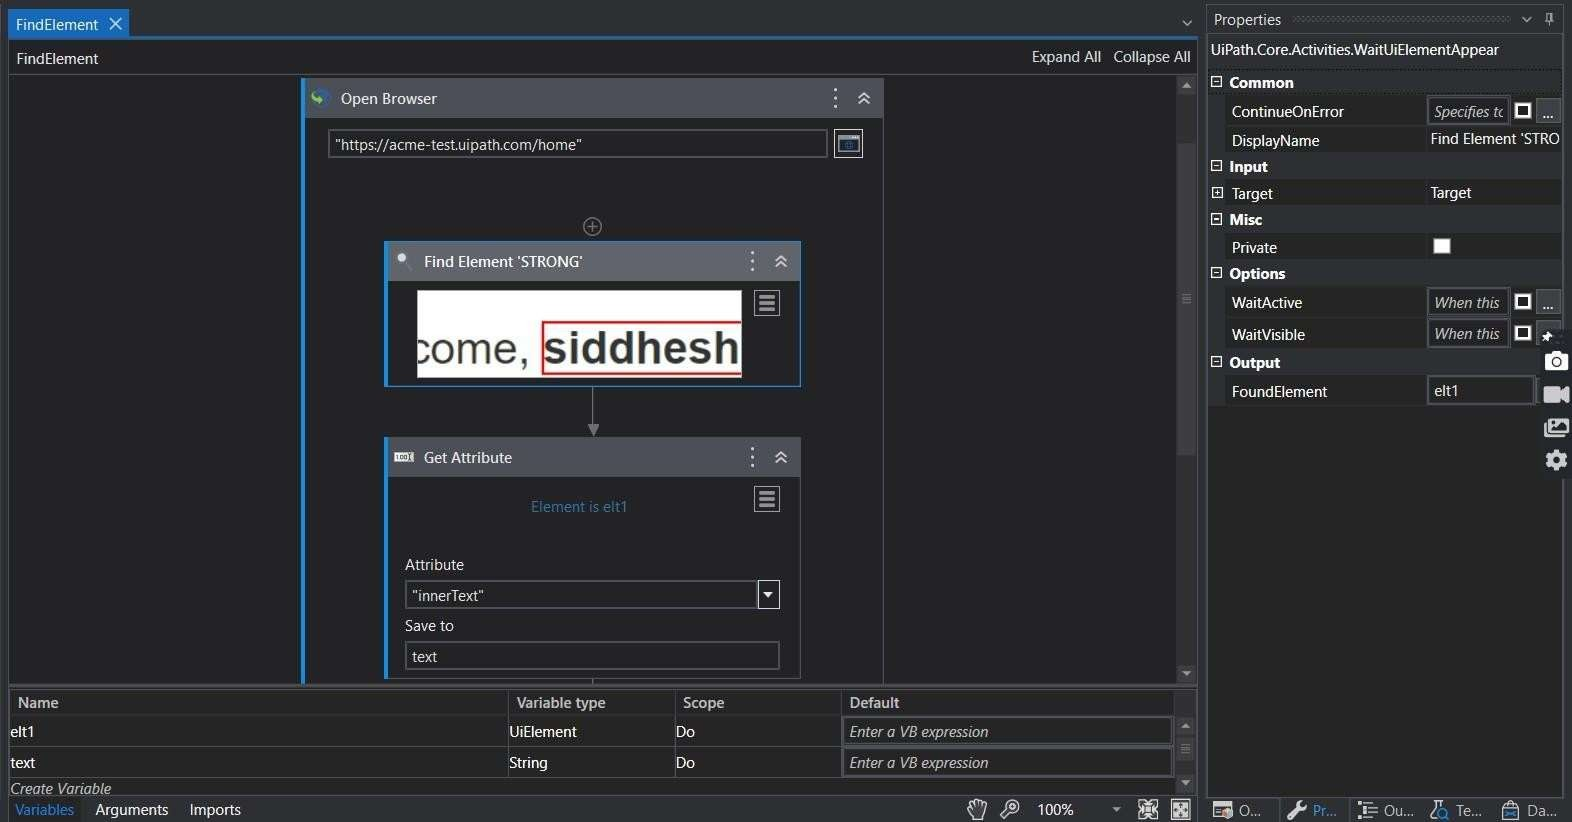 FindElement
FindElement
Expand All Collapse All
Open Browser
"https://acme-test.uipath.com/home"
Find Element 'STRONG'
come, siddhesh
Get Attribute
Element is elt1
Attribute
"innerText"
Save to
text
Name Variable type Scope Default
elt1 UiElement Do Enter a VB expression
text String Do Enter a VB expression
Create Variable
Variables Arguments Imports 100%
Properties
UiPath.Core.Activities.WaitUiElementAppear
Common
ContinueOnError Specifies to ...
DisplayName Find Element 'STRO
Input
Target Target
Misc
Private
Options
WaitActive When this ...
WaitVisible When this
Output
FoundElement elt1
O... Pr... Ou... Te... Da...